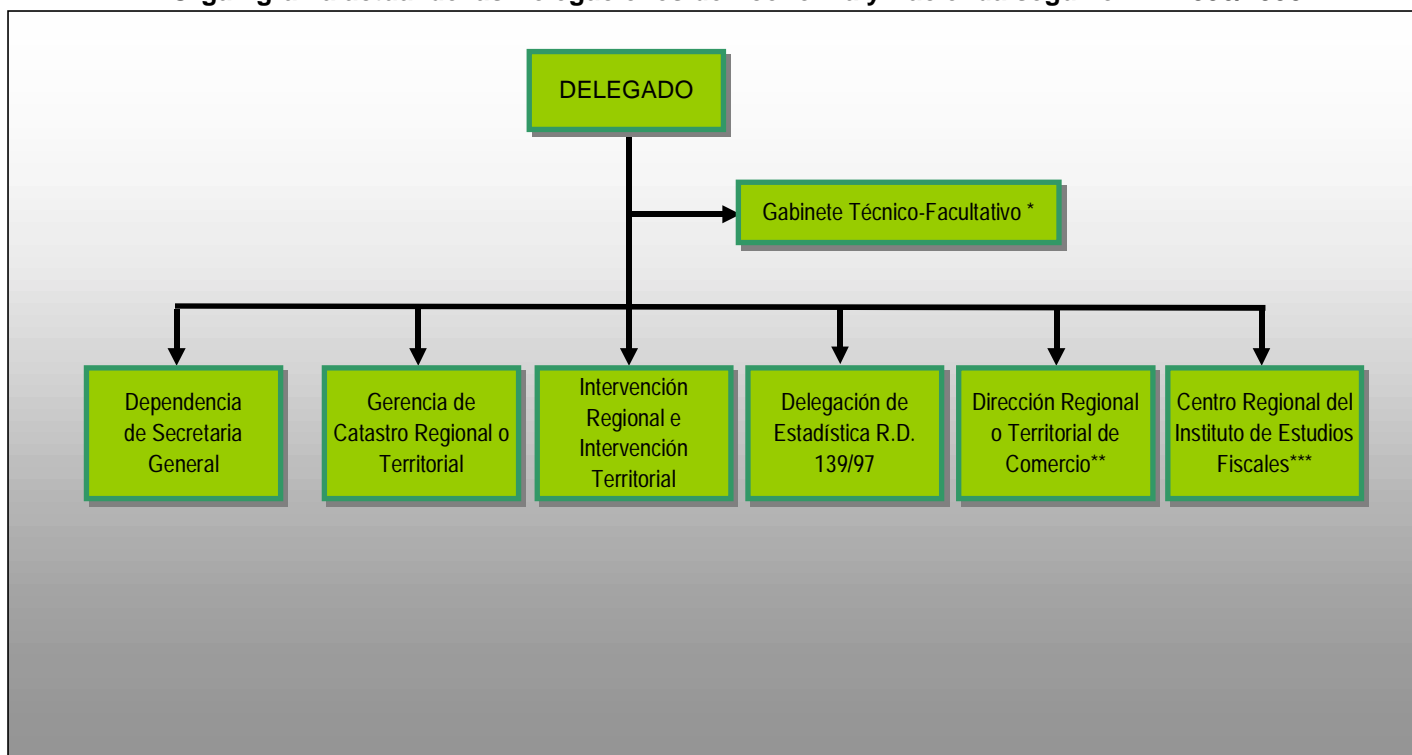 DELEGADO
Gabinete Técnico-Facultativo *
Dependencia
de Secretaria
General
Gerencia de
Catastro Regional o
Territorial
Intervención
Regional e
Intervención
Territorial
Delegación de
Estadística R.D.
139/97
Dirección Regional
o Territorial de
Comercio**
Centro Regional del
Instituto de Estudios
Fiscales***